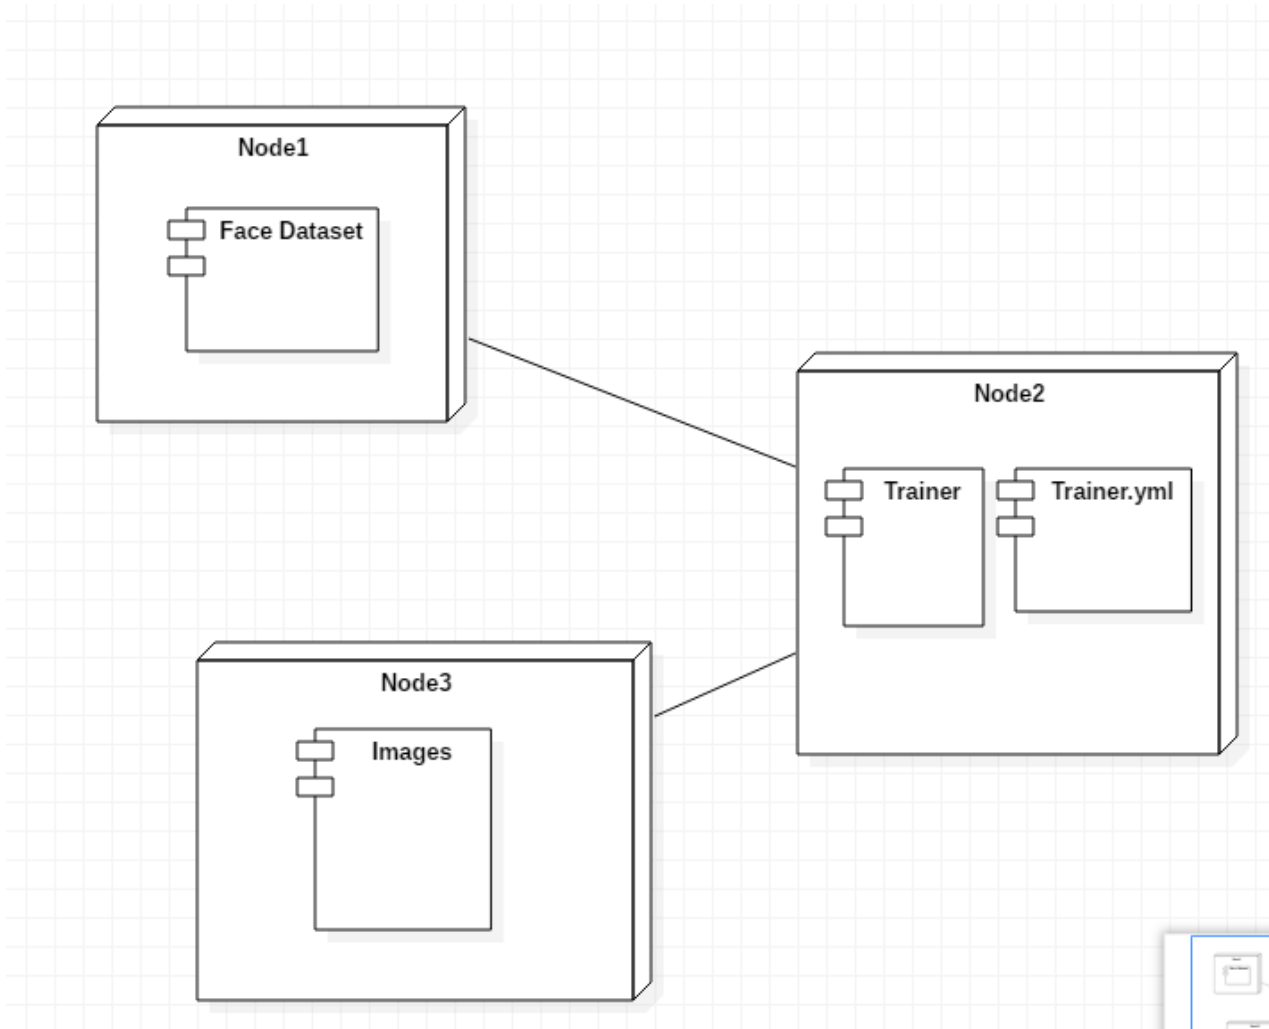 Node1
Face Dataset
Node2
Trainer
Trainer.yml
Node3
Images